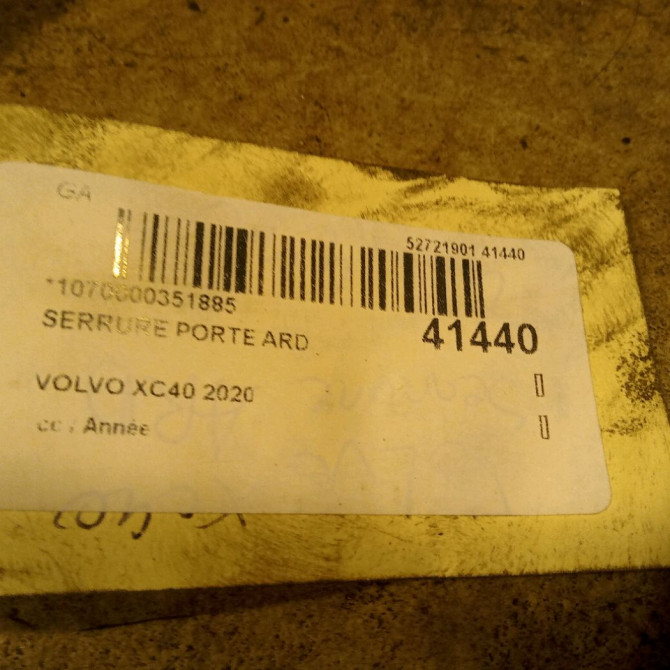 GA
52721901 41440
*1070000351885
SERRURE PORTE ARD
41440
VOLVO XC40 2020
cc / Année